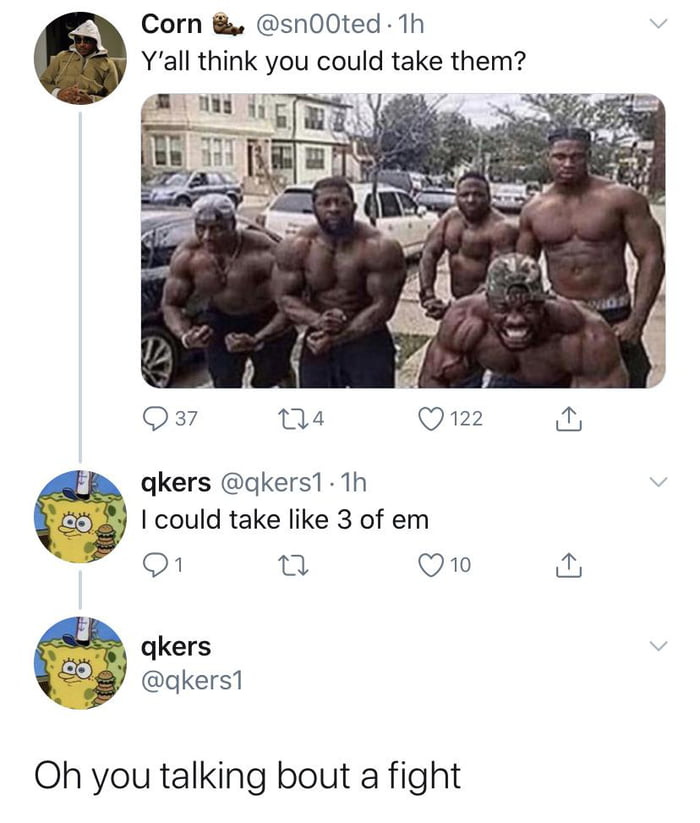 Corn 🦦 @sn00ted · 1h
Y'all think you could take them?
37 4 122
qkers @qkers1 · 1h
I could take like 3 of em
1 10
qkers
@qkers1
Oh you talking bout a fight